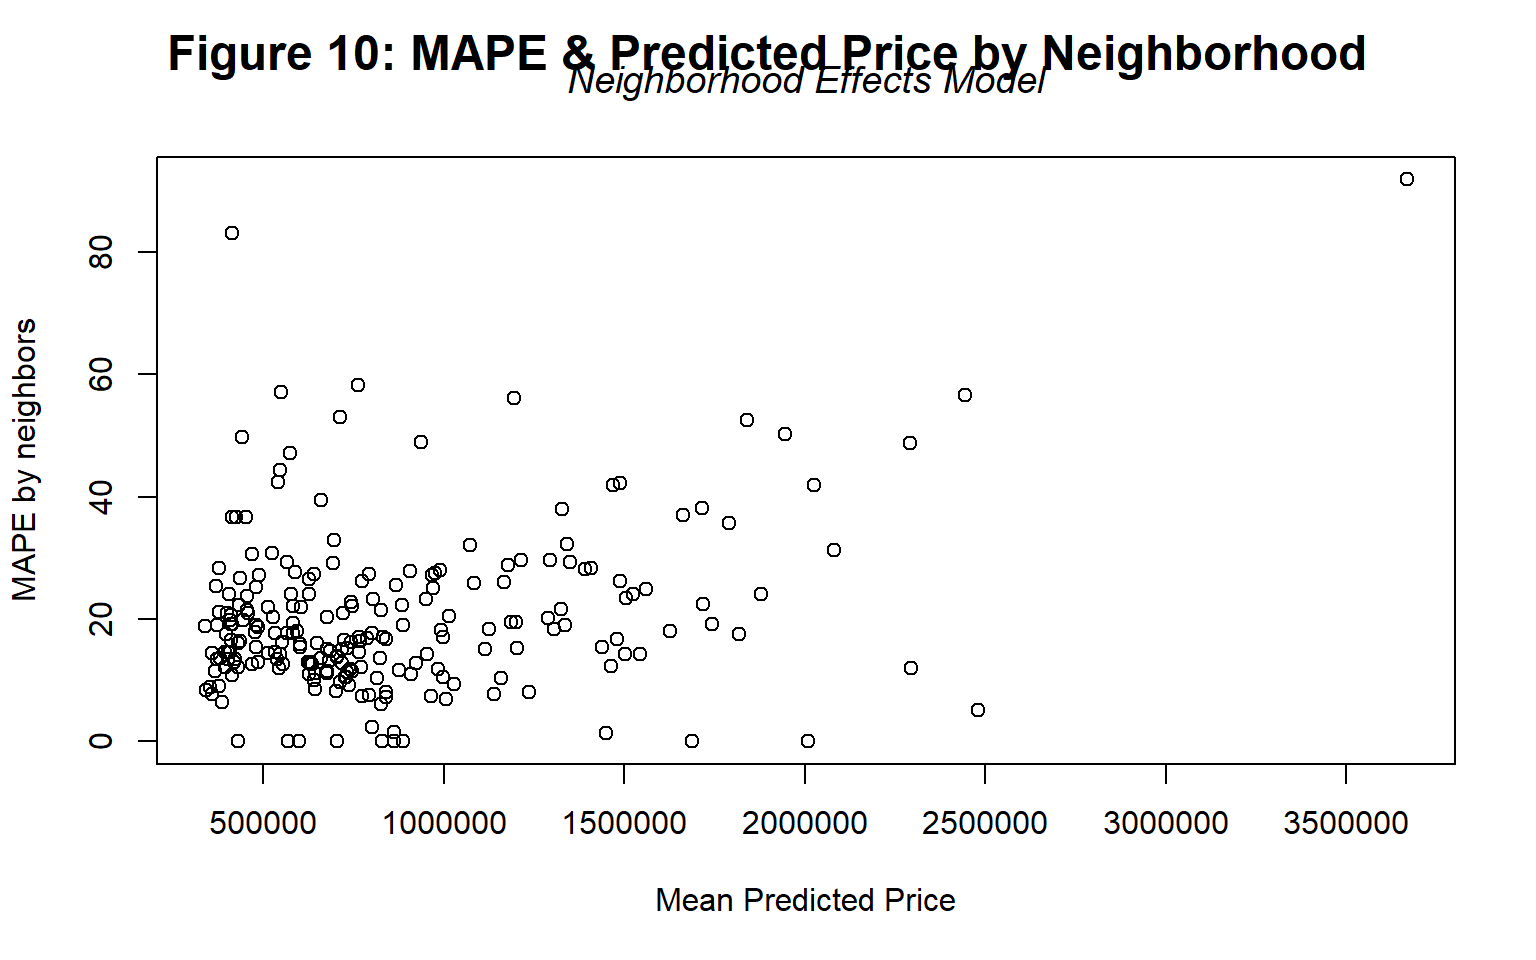 Figure 10: MAPE & Predicted Price by Neighborhood
Neighborhood Effects Model
MAPE by neighbors
80
60
40
20
0
500000 1000000 1500000 2000000 2500000 3000000 3500000
Mean Predicted Price